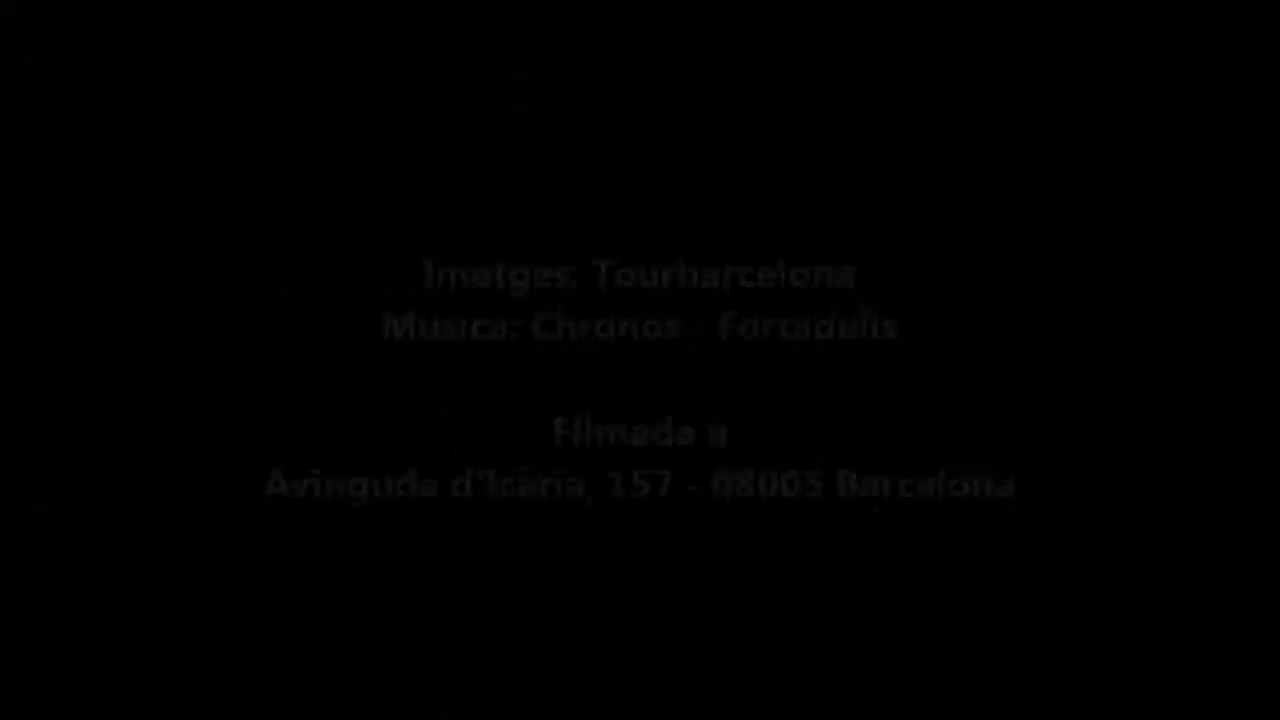 Imatges: Tourbarcelona
Musica: Chronos -
Filmada a
Avinguda d'Icària, 157 - 08005 Barcelona